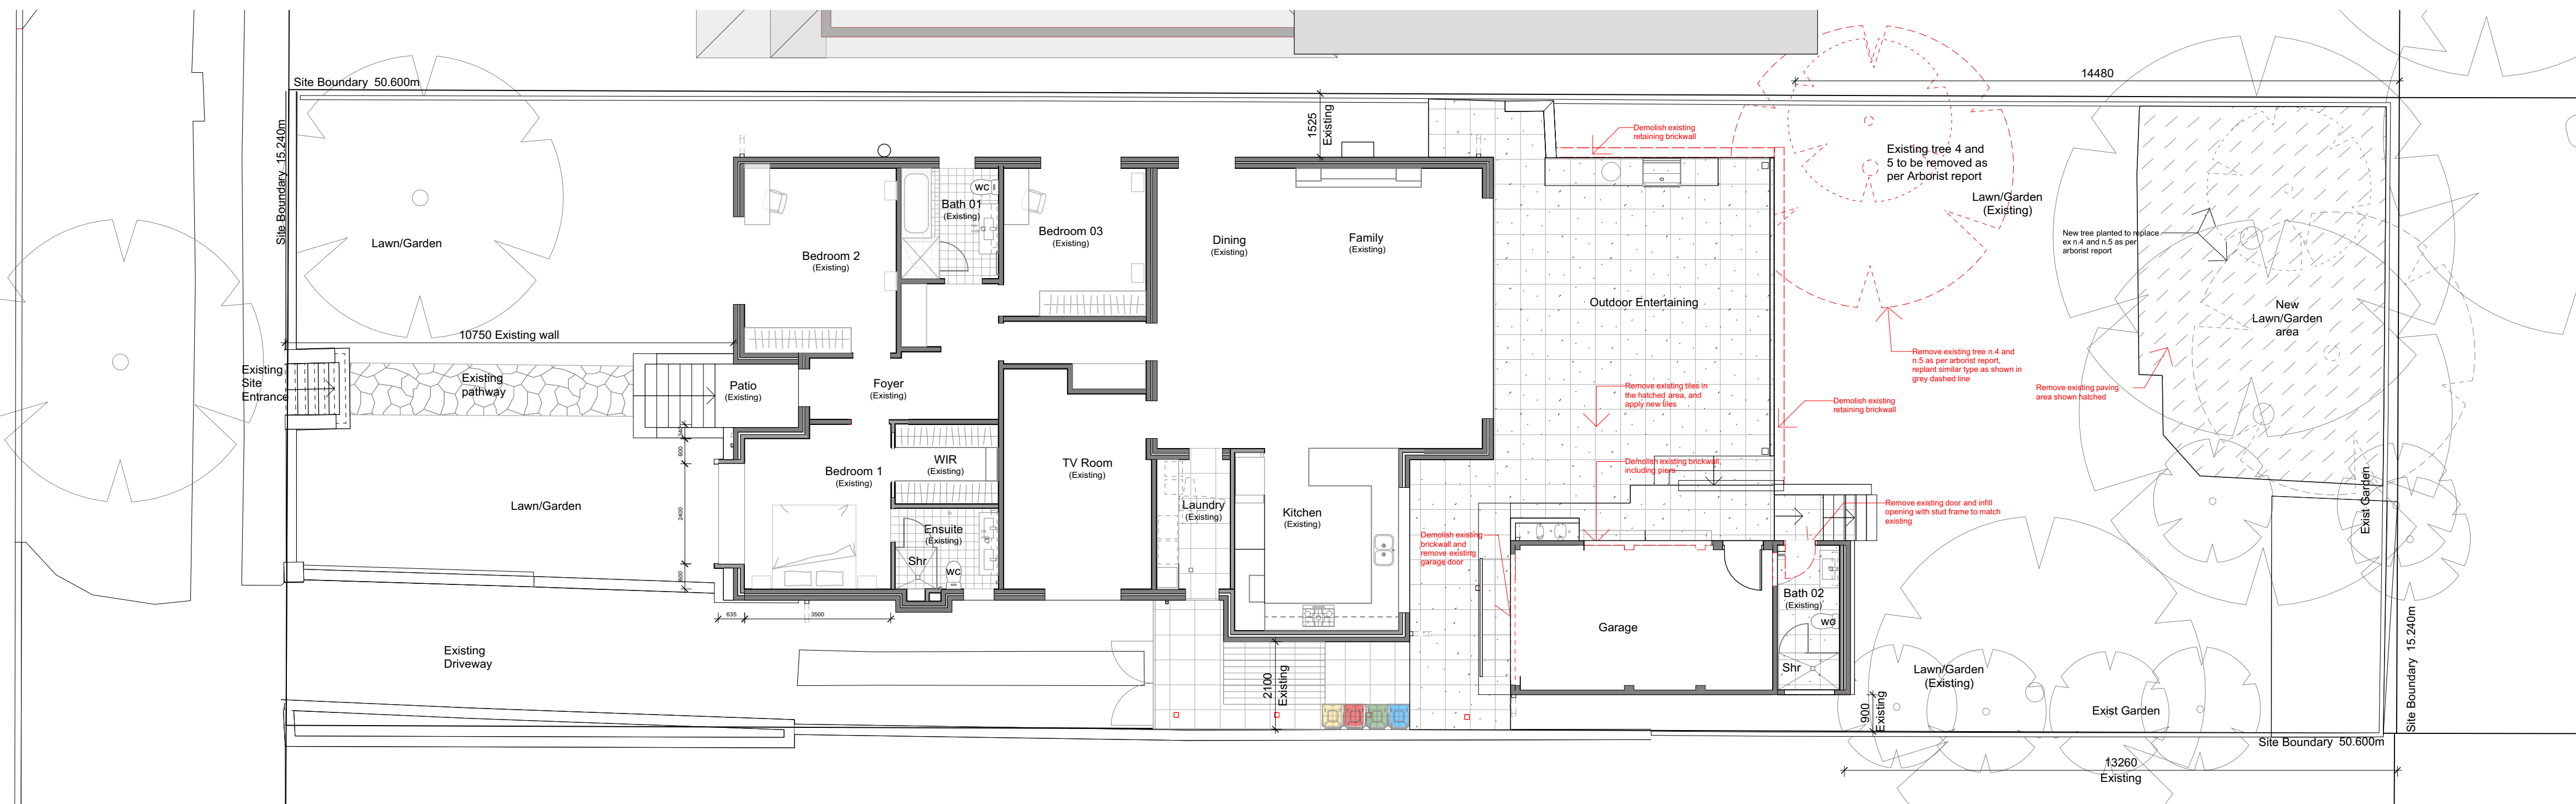 Site Boundary  50.600m
14480
Site Boundary  15.240m
1525
Existing
Demolish existing
retaining brickwall
Existing tree 4 and
5 to be removed as
per Arborist report
Lawn/Garden
(Existing)
Lawn/Garden
Bedroom 2
(Existing)
Bath 01
(Existing)
WC
Bedroom 03
(Existing)
Dining
(Existing)
Family
(Existing)
New tree planted to replace
ex n.4 and n.5 as per
arborist report
Outdoor Entertaining
New
Lawn/Garden
area
10750 Existing wall
Existing
Site
Entrance
Existing
pathway
Patio
(Existing)
Foyer
(Existing)
Remove existing tiles in
the hatched area, and
apply new tiles
Remove existing tree n.4 and
n.5 as per arborist report,
replant similar type as shown in
grey dashed line
Remove existing paving
area shown hatched
Demolish existing
retaining brickwall
340
600
2400
600
Bedroom 1
(Existing)
WIR
(Existing)
TV Room
(Existing)
Demolish existing brickwall,
including piers
Lawn/Garden
Ensuite
(Existing)
Shr
WC
Laundry
(Existing)
Kitchen
(Existing)
Remove existing door and infill
opening with stud frame to match
existing
Exist Garden
Demolish existing
brickwall and
remove existing
garage door
635
3500
Bath 02
(Existing)
WC
Shr
Garage
Existing
Driveway
2100
Existing
Lawn/Garden
(Existing)
Exist Garden
900
Existing
Site Boundary  15.240m
Site Boundary  50.600m
13260
Existing